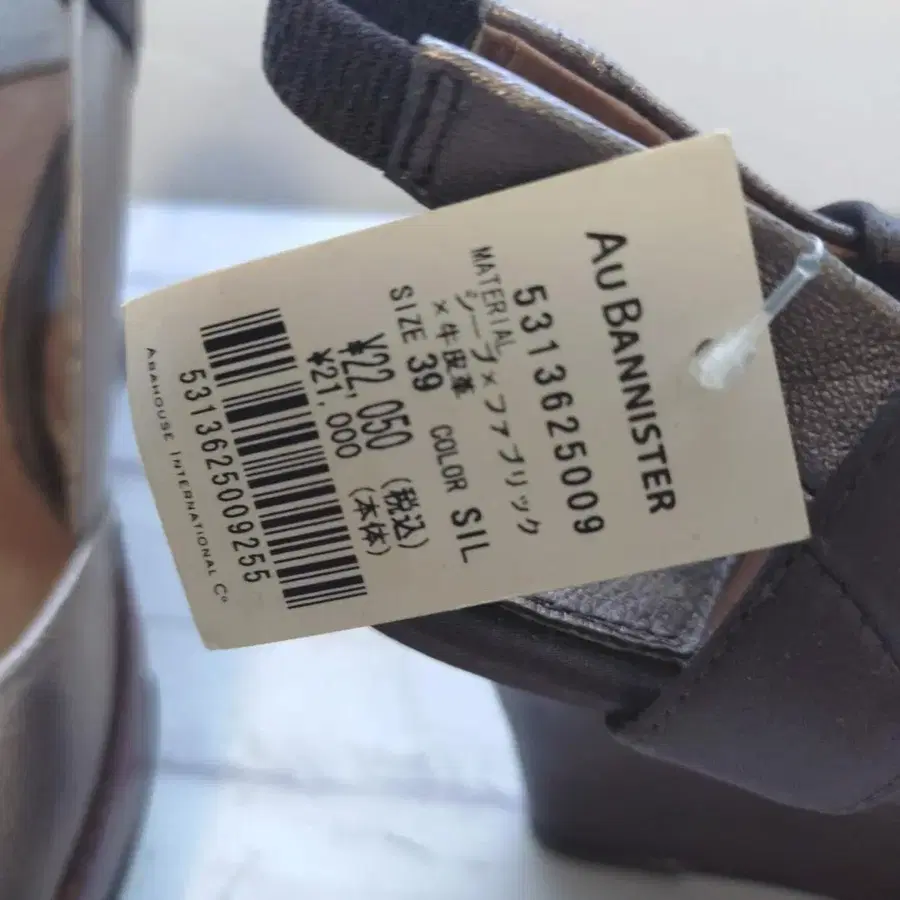 AU BANNISTER
5313625009
MATERIAL
シープ×ファブリック
×牛皮革
SIZE 39 COLOR SIL
¥22,050 (税込)
¥21,000 (本体)
5313625009255
ABAHOUSE INTERNATIONAL Co